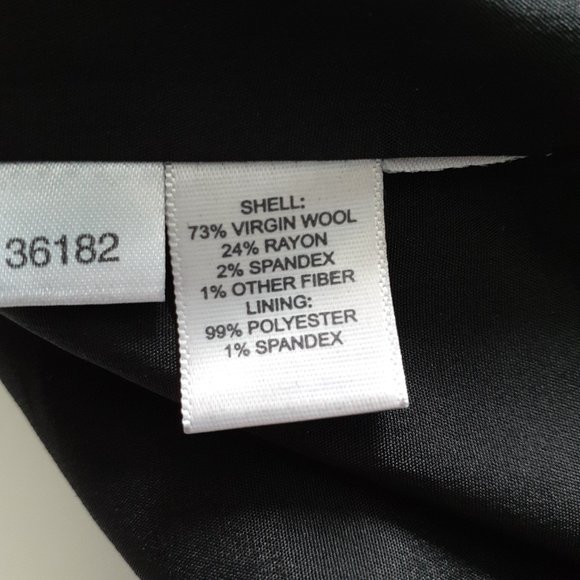 36182
SHELL:
73% VIRGIN WOOL
24% RAYON
2% SPANDEX
1% OTHER FIBER
LINING:
99% POLYESTER
1% SPANDEX